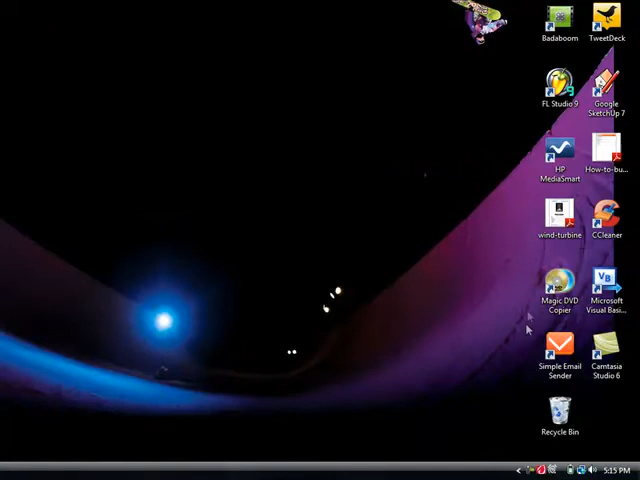 Badaboom
TweetDeck
FL Studio 9
Google
SketchUp 7
HP
MediaSmart
How-to-bu...
wind-turbine
CCleaner
Magic DVD
Copier
Microsoft
Visual Basi...
Simple Email
Sender
Camtasia
Studio 6
Recycle Bin
5:15 PM